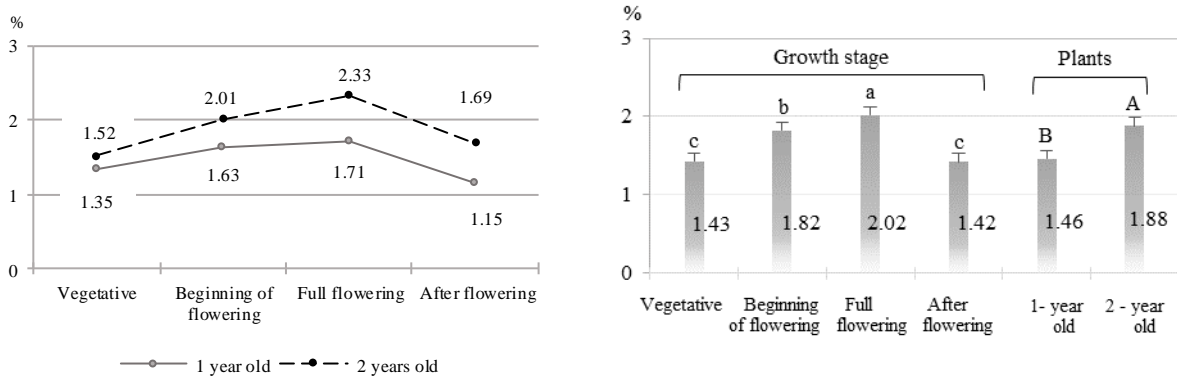 %
3
2
1
0
1.52
2.01
2.33
1.69
1.35
1.63
1.71
1.15
Vegetative
Beginning of
flowering
Full flowering
After flowering
1 year old
2 years old
%
3
2
1
0
Growth stage
Plants
c
b
a
c
B
A
1.43
1.82
2.02
1.42
1.46
1.88
Vegetative
Beginning
of flowering
Full
flowering
After
flowering
1- year
old
2 - year
old